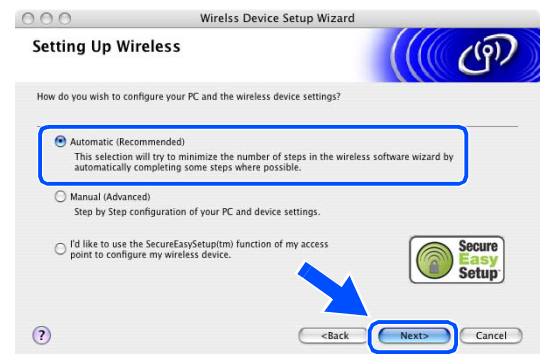 Wirelss Device Setup Wizard
Setting Up Wireless
How do you wish to configure your PC and the wireless device settings?
Automatic (Recommended)
This selection will try to minimize the number of steps in the wireless software wizard by
automatically completing some steps where possible.
Manual (Advanced)
Step by Step configuration of your PC and device settings.
I'd like to use the SecureEasySetup(tm) function of my access
point to configure my wireless device.
Secure
Easy
Setup
?
<Back
Next>
Cancel